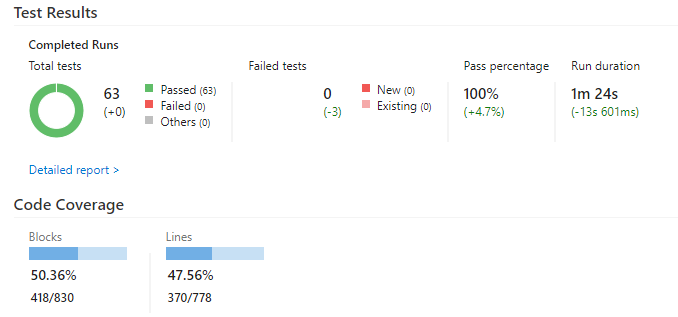 Test Results
Completed Runs
Total tests
63
(+0)
Passed (63)
Failed (0)
Others (0)
Failed tests
0
(-3)
New (0)
Existing (0)
Pass percentage
100%
(+4.7%)
Run duration
1m 24s
(-13s 601ms)
Detailed report >
Code Coverage
Blocks
50.36%
418/830
Lines
47.56%
370/778